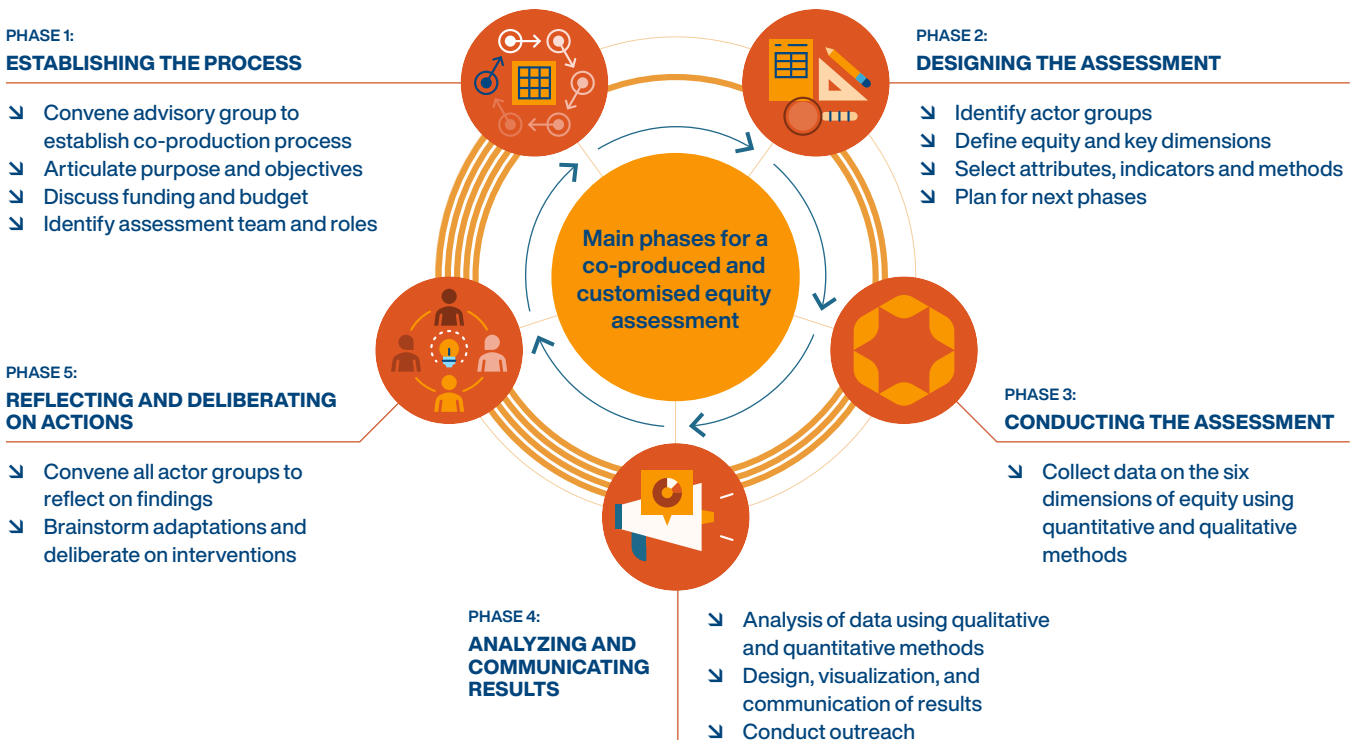 PHASE 1:
ESTABLISHING THE PROCESS
Convene advisory group to
establish co-production process
Articulate purpose and objectives
Discuss funding and budget
Identify assessment team and roles
PHASE 2:
DESIGNING THE ASSESSMENT
Identify actor groups
Define equity and key dimensions
Select attributes, indicators and methods
Plan for next phases
Main phases for a
co-produced and
customised equity
assessment
PHASE 3:
CONDUCTING THE ASSESSMENT
Collect data on the six
dimensions of equity using
quantitative and qualitative
methods
PHASE 4:
ANALYZING AND
COMMUNICATING
RESULTS
Analysis of data using qualitative
and quantitative methods
Design, visualization, and
communication of results
Conduct outreach
PHASE 5:
REFLECTING AND DELIBERATING
ON ACTIONS
Convene all actor groups to
reflect on findings
Brainstorm adaptations and
deliberate on interventions